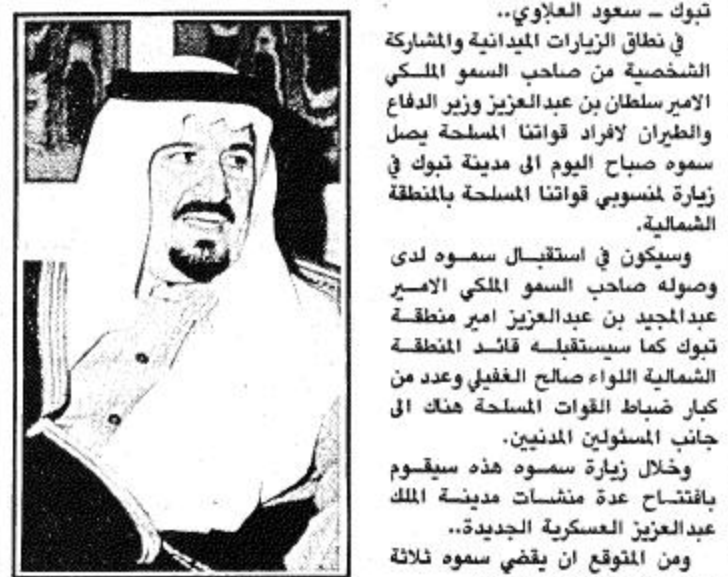 تبوك ــ سعود العلاوي..
في نطاق الزيارات الميدانية والمشاركة
الشخصية من صاحب السمو الملكي
الامير سلطان بن عبدالعزيز وزير الدفاع
والطيران لافراد قواتنا المسلحة يصل
سموه صباح اليوم الى مدينة تبوك في
زيارة لمنسوبي قواتنا المسلحة بالمنطقة
الشمالية.
وسيكون في استقبال سموه لدى
وصوله صاحب السمو الملكي الامير
عبدالمجيد بن عبدالعزيز امير منطقة
تبوك كما سيستقبله قائد المنطقة
الشمالية اللواء صالح الغفيلي وعدد من
كبار ضباط القوات المسلحة هناك الى
جانب المسئولين المدنيين.
وخلال زيارة سموه هذه سيقوم
بافتتاح عدة منشآت مدينة الملك
عبدالعزيز العسكرية الجديدة..
ومن المتوقع ان يقضي سموه ثلاثة